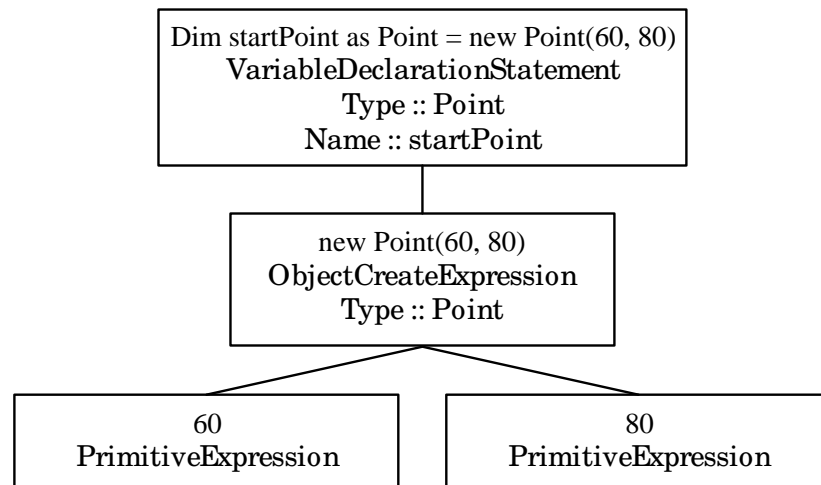 Dim startPoint as Point = new Point(60, 80)
VariableDeclarationStatement
Type :: Point
Name :: startPoint
new Point(60, 80)
ObjectCreateExpression
Type :: Point
60
PrimitiveExpression
80
PrimitiveExpression